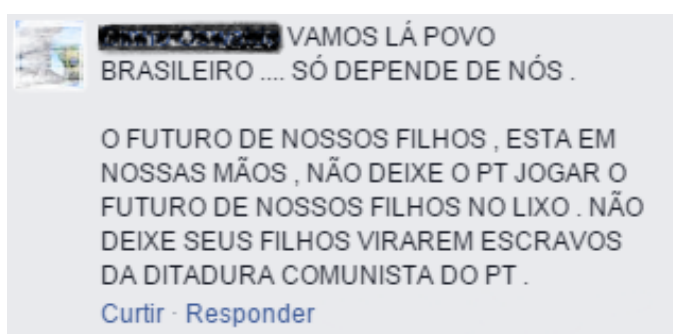 VAMOS LÁ POVO
BRASILEIRO .... SÓ DEPENDE DE NÓS .
O FUTURO DE NOSSOS FILHOS , ESTA EM
NOSSAS MÃOS , NÃO DEIXE O PT JOGAR O
FUTURO DE NOSSOS FILHOS NO LIXO . NÃO
DEIXE SEUS FILHOS VIRAREM ESCRAVOS
DA DITADURA COMUNISTA DO PT .
Curtir · Responder